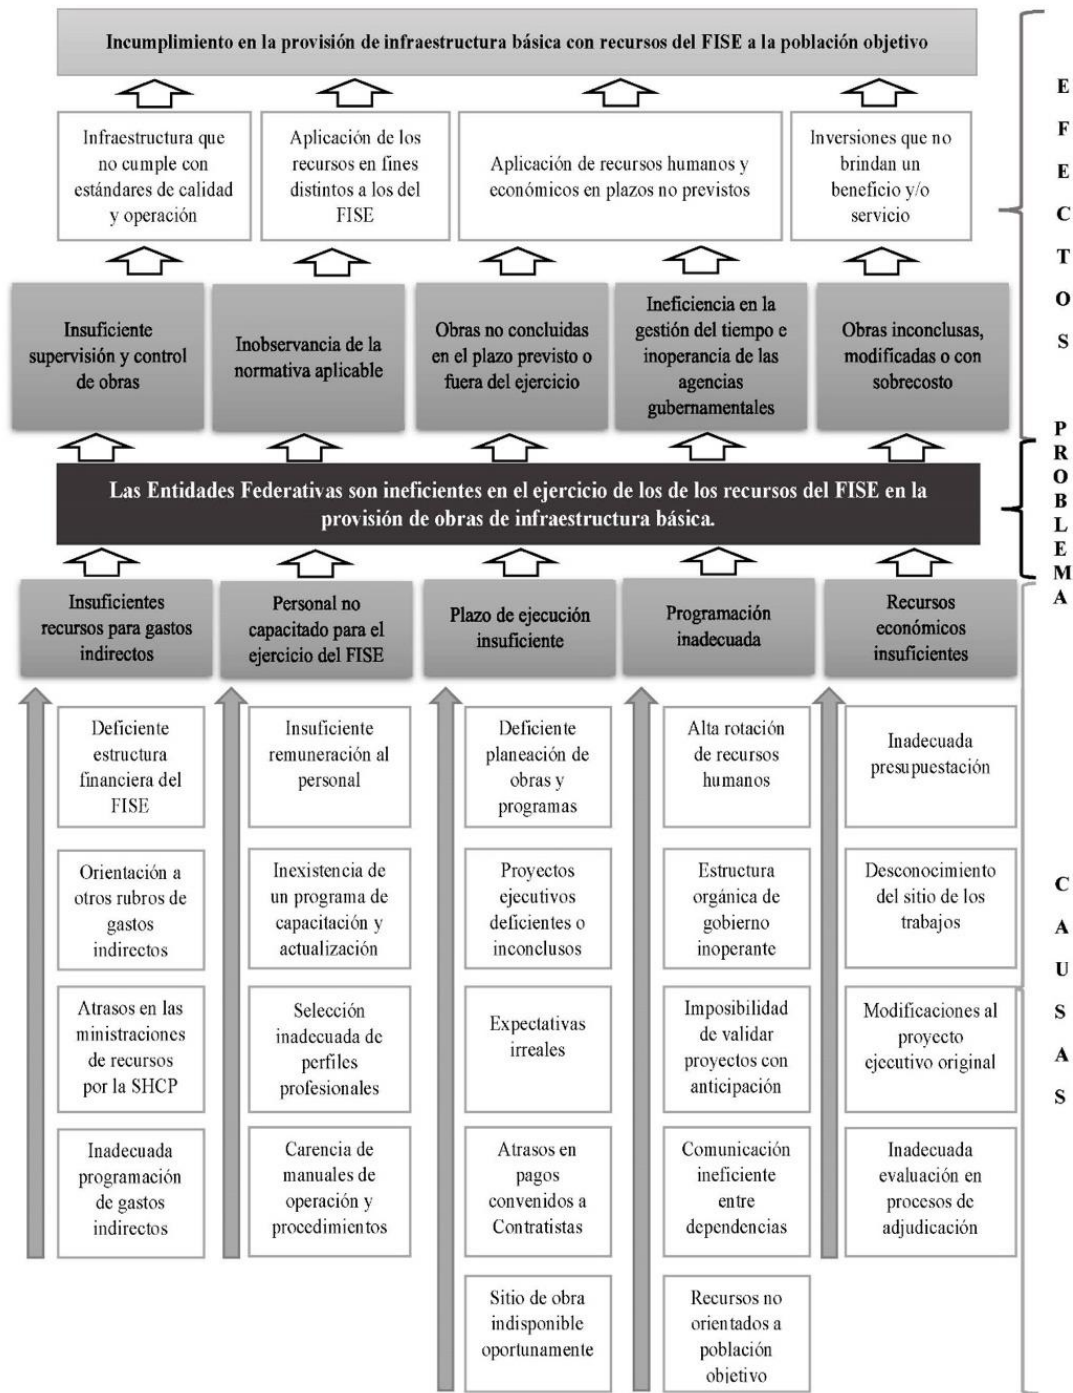 Incumplimiento en la provisión de infraestructura básica con recursos del FISE a la población objetivo
Infraestructura que
no cumple con
estándares de calidad
y operación
Aplicación de los
recursos en fines
distintos a los del
FISE
Aplicación de recursos humanos y
económicos en plazos no previstos
Inversiones que no
brindan un
beneficio y/o
servicio
Insuficiente
supervisión y control
de obras
Inobservancia de la
normativa aplicable
Obras no concluidas
en el plazo previsto o
fuera del ejercicio
Ineficiencia en la
gestión del tiempo e
inoperancia de las
agencias
gubernamentales
Obras inconclusas,
modificadas o con
sobrecosto
EFECTOS
Las Entidades Federativas son ineficientes en el ejercicio de los de los recursos del FISE en la
provisión de obras de infraestructura básica.
PROBLEMA
Insuficientes
recursos para gastos
indirectos
Personal no
capacitado para el
ejercicio del FISE
Plazo de ejecución
insuficiente
Programación
inadecuada
Recursos
económicos
insuficientes
Deficiente
estructura
financiera del
FISE
Insuficiente
remuneración al
personal
Deficiente
planeación de
obras y
programas
Alta rotación
de recursos
humanos
Inadecuada
presupuestación
Orientación a
otros rubros de
gastos
indirectos
Inexistencia de
un programa de
capacitación y
actualización
Proyectos
ejecutivos
deficientes o
inconclusos
Estructura
orgánica de
gobierno
inoperante
Desconocimiento
del sitio de los
trabajos
Atrasos en las
ministraciones
de recursos
por la SHCP
Selección
inadecuada de
perfiles
profesionales
Expectativas
irreales
Imposibilidad
de validar
proyectos con
anticipación
Modificaciones al
proyecto
ejecutivo original
Inadecuada
programación
de gastos
indirectos
Carencia de
manuales de
operación y
procedimientos
Atrasos en
pagos
convenidos a
Contratistas
Comunicación
ineficiente
entre
dependencias
Inadecuada
evaluación en
procesos de
adjudicación
Sitio de obra
indisponible
oportunamente
Recursos no
orientados a
población
objetivo
CAUSAS